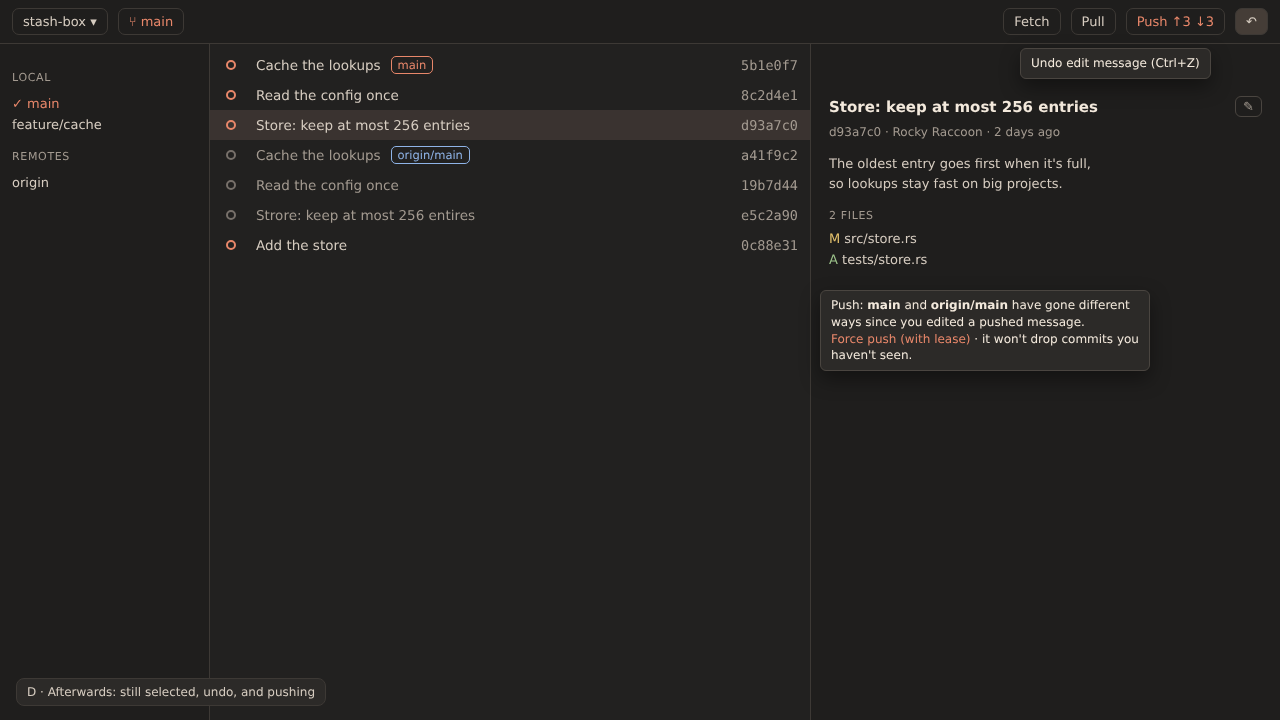 stash-box ▾
⑂ main
Fetch
Pull
Push ↑3 ↓3
↶
Undo edit message (Ctrl+Z)
LOCAL
✓ main
feature/cache
REMOTES
origin
Cache the lookups main 5b1e0f7
Read the config once 8c2d4e1
Store: keep at most 256 entries d93a7c0
Cache the lookups origin/main a41f9c2
Read the config once 19b7d44
Strore: keep at most 256 entires e5c2a90
Add the store 0c88e31
Store: keep at most 256 entries
✎
d93a7c0 · Rocky Raccoon · 2 days ago
The oldest entry goes first when it's full,
so lookups stay fast on big projects.
2 FILES
M src/store.rs
A tests/store.rs
Push: main and origin/main have gone different
ways since you edited a pushed message.
Force push (with lease) · it won't drop commits you
haven't seen.
D · Afterwards: still selected, undo, and pushing